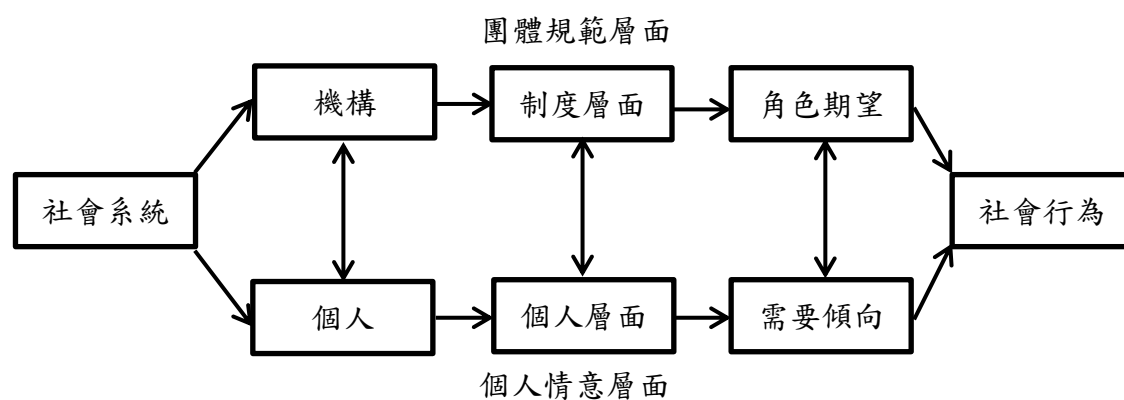 團體規範層面
機構
制度層面
角色期望
社會系統
社會行為
個人
個人層面
需要傾向
個人情意層面